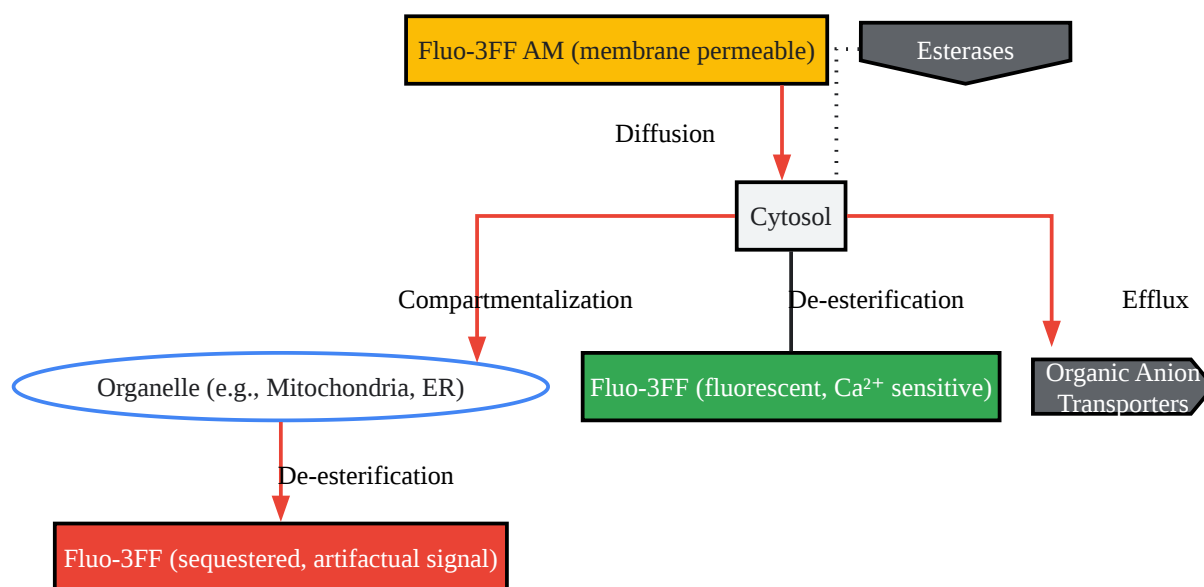 Fluo-3FF AM (membrane permeable)
Esterases
Diffusion
Cytosol
Compartmentalization
De-esterification
Efflux
Organelle (e.g., Mitochondria, ER)
Fluo-3FF (fluorescent, Ca²⁺ sensitive)
Organic Anion
Transporters
De-esterification
Fluo-3FF (sequestered, artifactual signal)